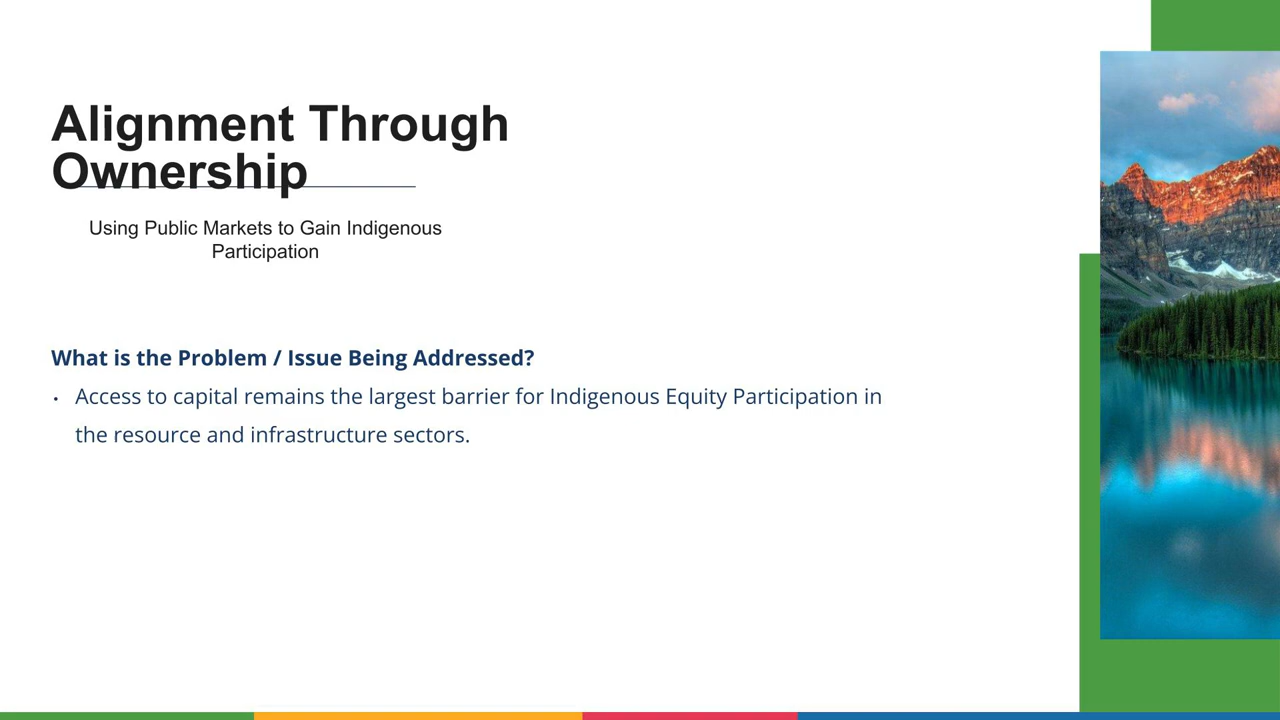 Alignment Through
Ownership
Using Public Markets to Gain Indigenous
Participation
What is the Problem / Issue Being Addressed?
• Access to capital remains the largest barrier for Indigenous Equity Participation in
the resource and infrastructure sectors.